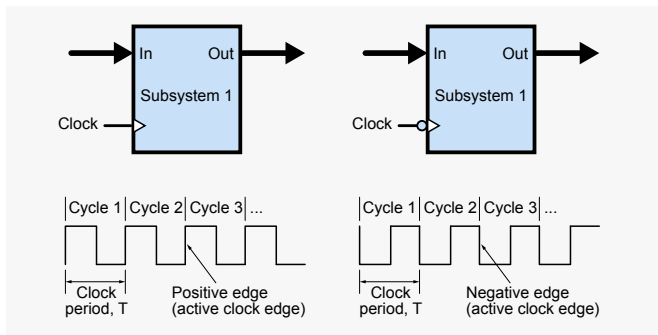 In Out
Subsystem 1
Clock
Cycle 1 Cycle 2 Cycle 3 ...
Clock
period, T
Positive edge
(active clock edge)
In Out
Subsystem 1
Clock
Cycle 1 Cycle 2 Cycle 3 ...
Clock
period, T
Negative edge
(active clock edge)